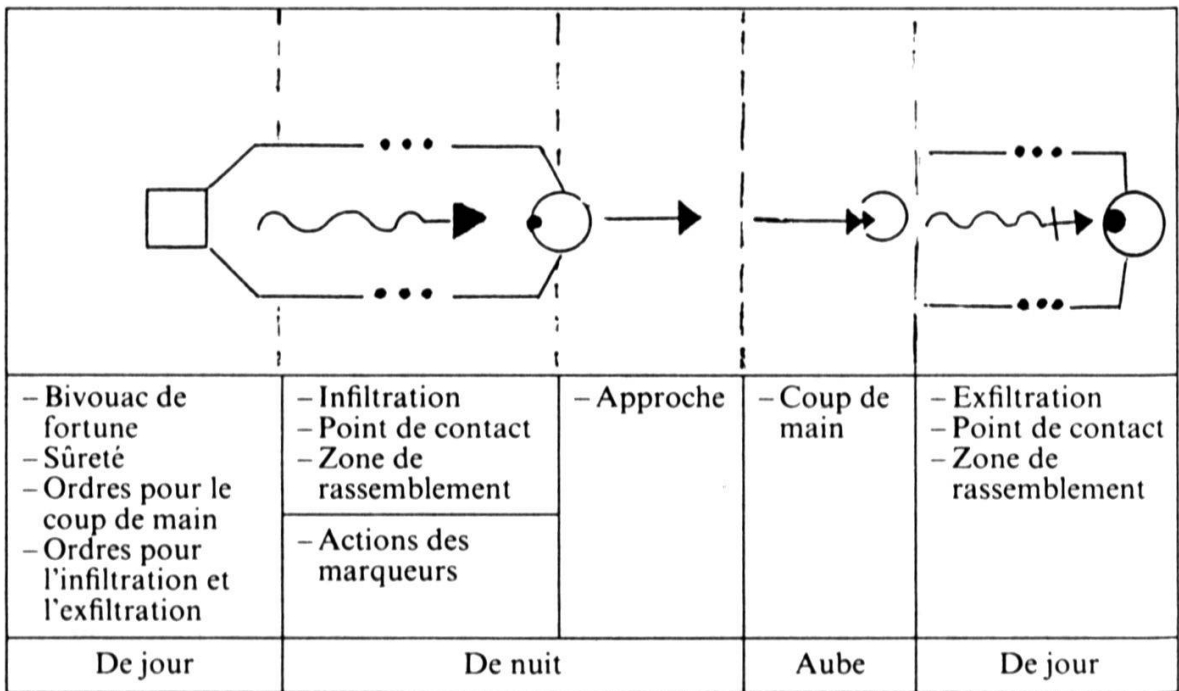 – Bivouac de
fortune
– Sûreté
– Ordres pour le
coup de main
– Ordres pour
l'infiltration et
l'exfiltration
– Infiltration
– Point de contact
– Zone de
rassemblement
– Actions des
marqueurs
– Approche
– Coup de
main
– Exfiltration
– Point de contact
– Zone de
rassemblement
De jour
De nuit
Aube
De jour